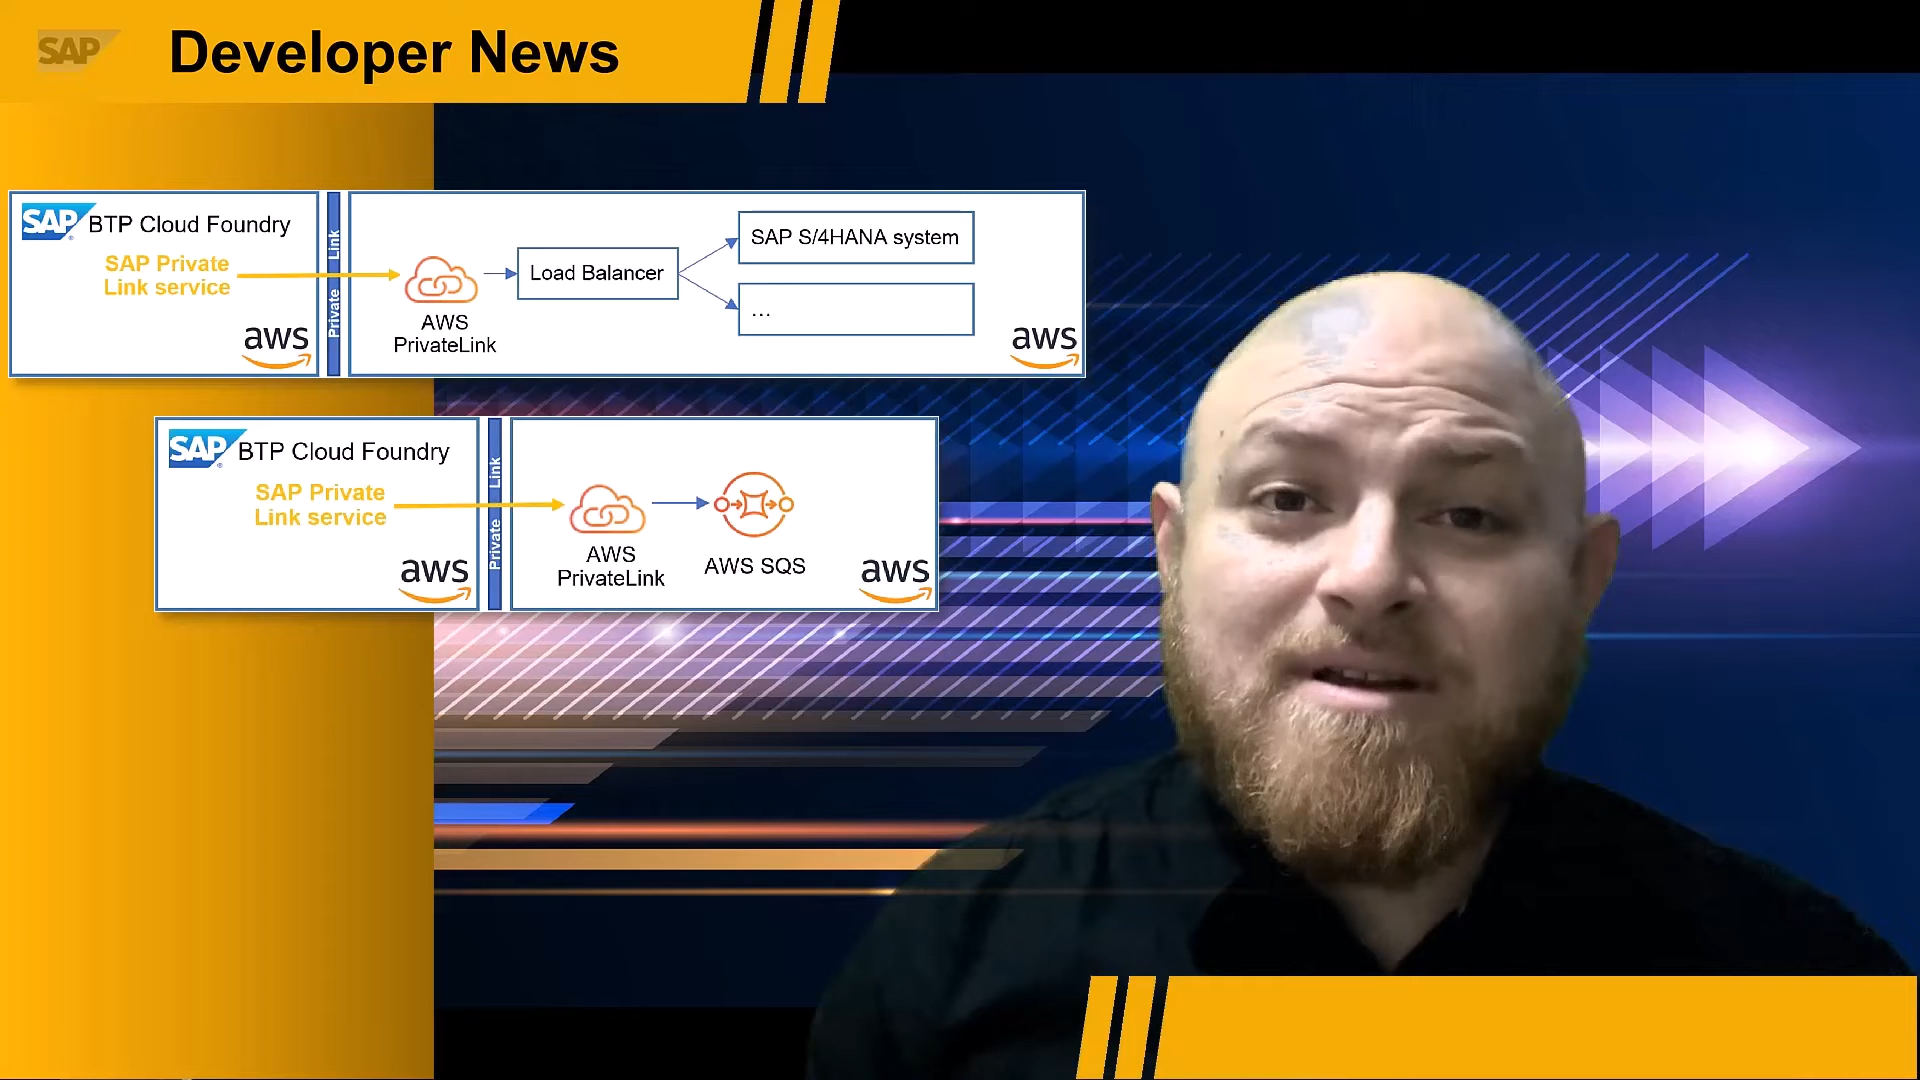 SAP
Developer News
SAP
BTP Cloud Foundry
SAP Private
Link service
aws
Private Link
AWS
PrivateLink
Load Balancer
SAP S/4HANA system
...
aws
SAP
BTP Cloud Foundry
SAP Private
Link service
aws
Private Link
AWS
PrivateLink
AWS SQS
aws